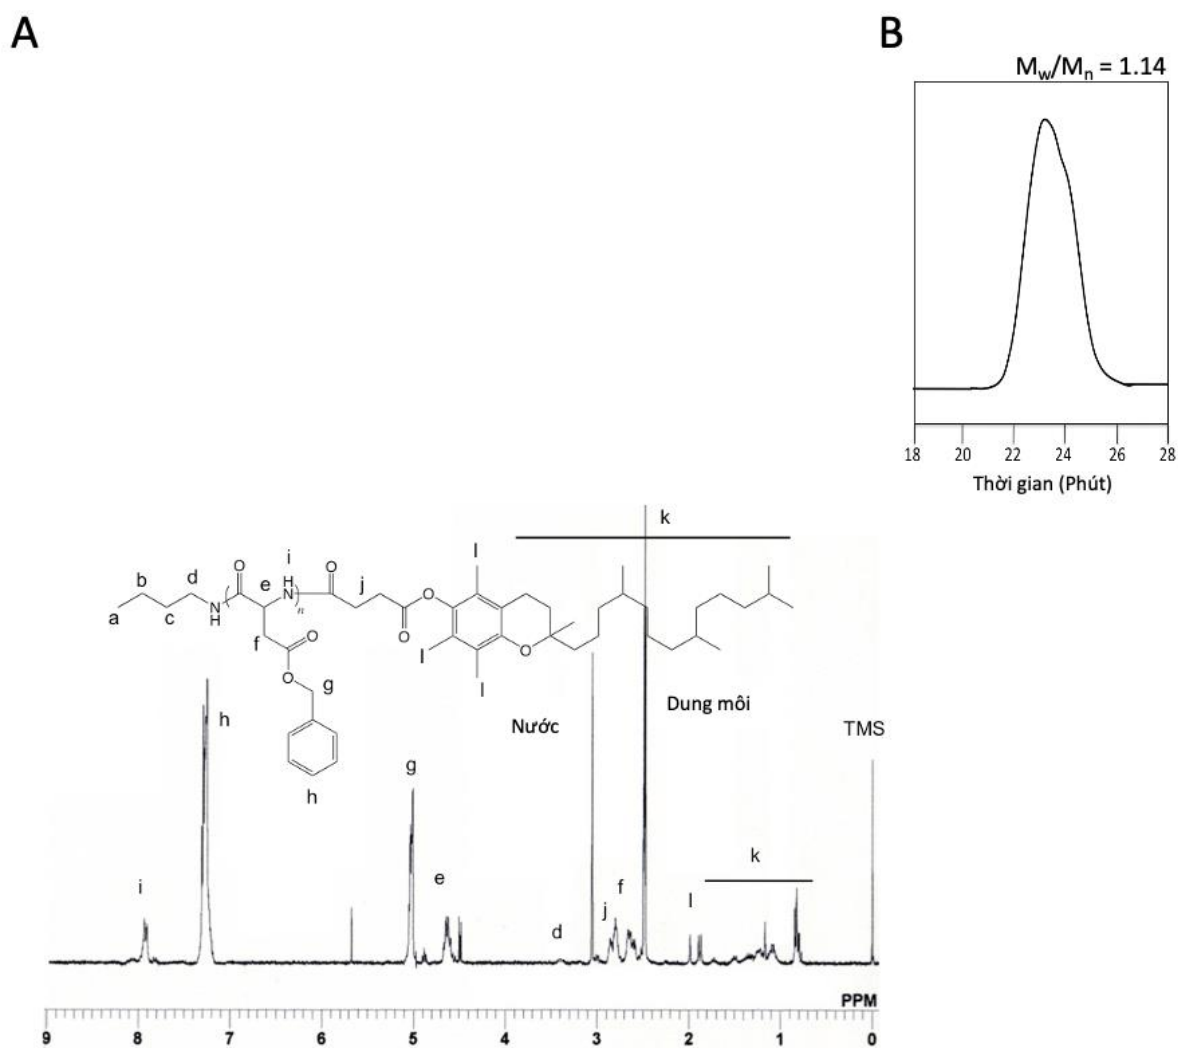 A
B
Mw/Mn = 1.14
18 20 22 24 26 28
Thời gian (Phút)
k
l
i
O
H
N
O
j
O
b
d
e
n
a
c
N
H
f
O
O
l
O
l
O
O
g
h
Nước
Dung môi
TMS
h
g
i
e
d
j
f
l
k
PPM
9 8 7 6 5 4 3 2 1 0